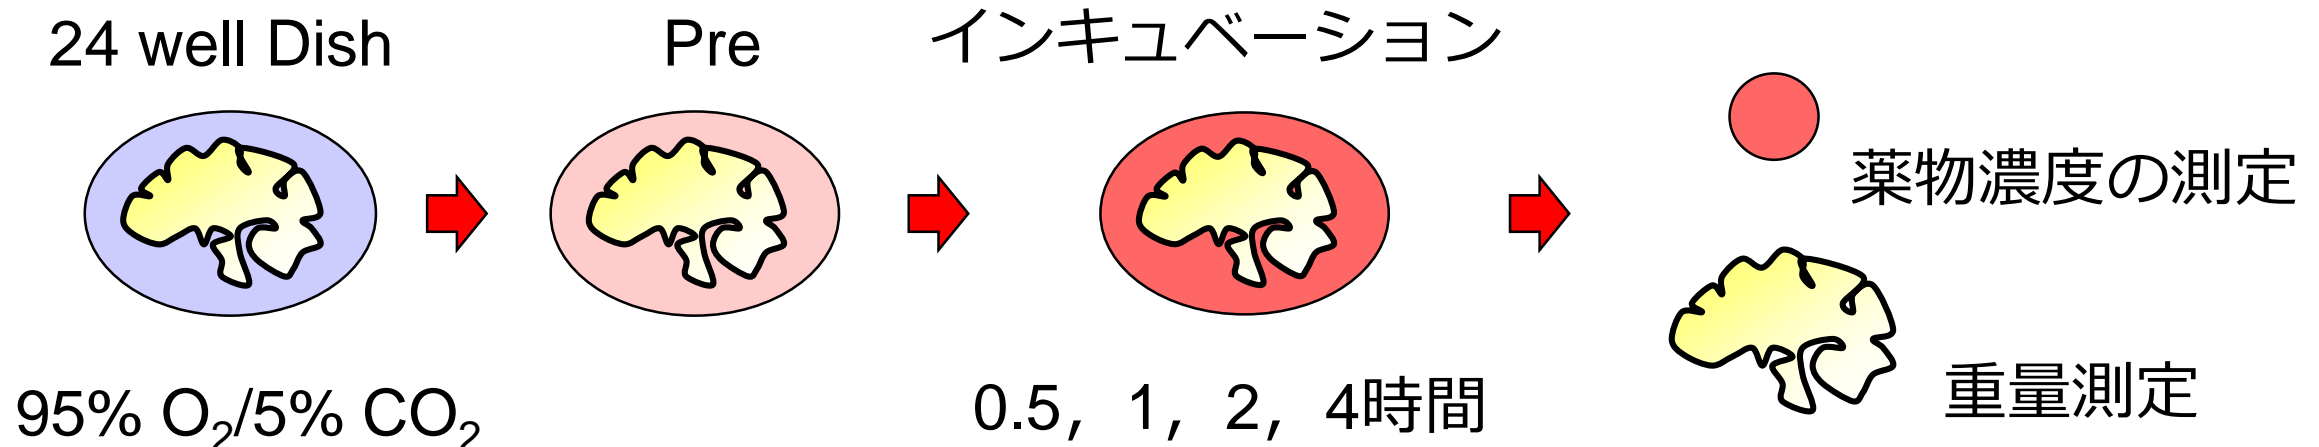 24 well Dish
Pre
インキュベーション
薬物濃度の測定
重量測定
95% O₂/5% CO₂
0.5, 1, 2, 4時間